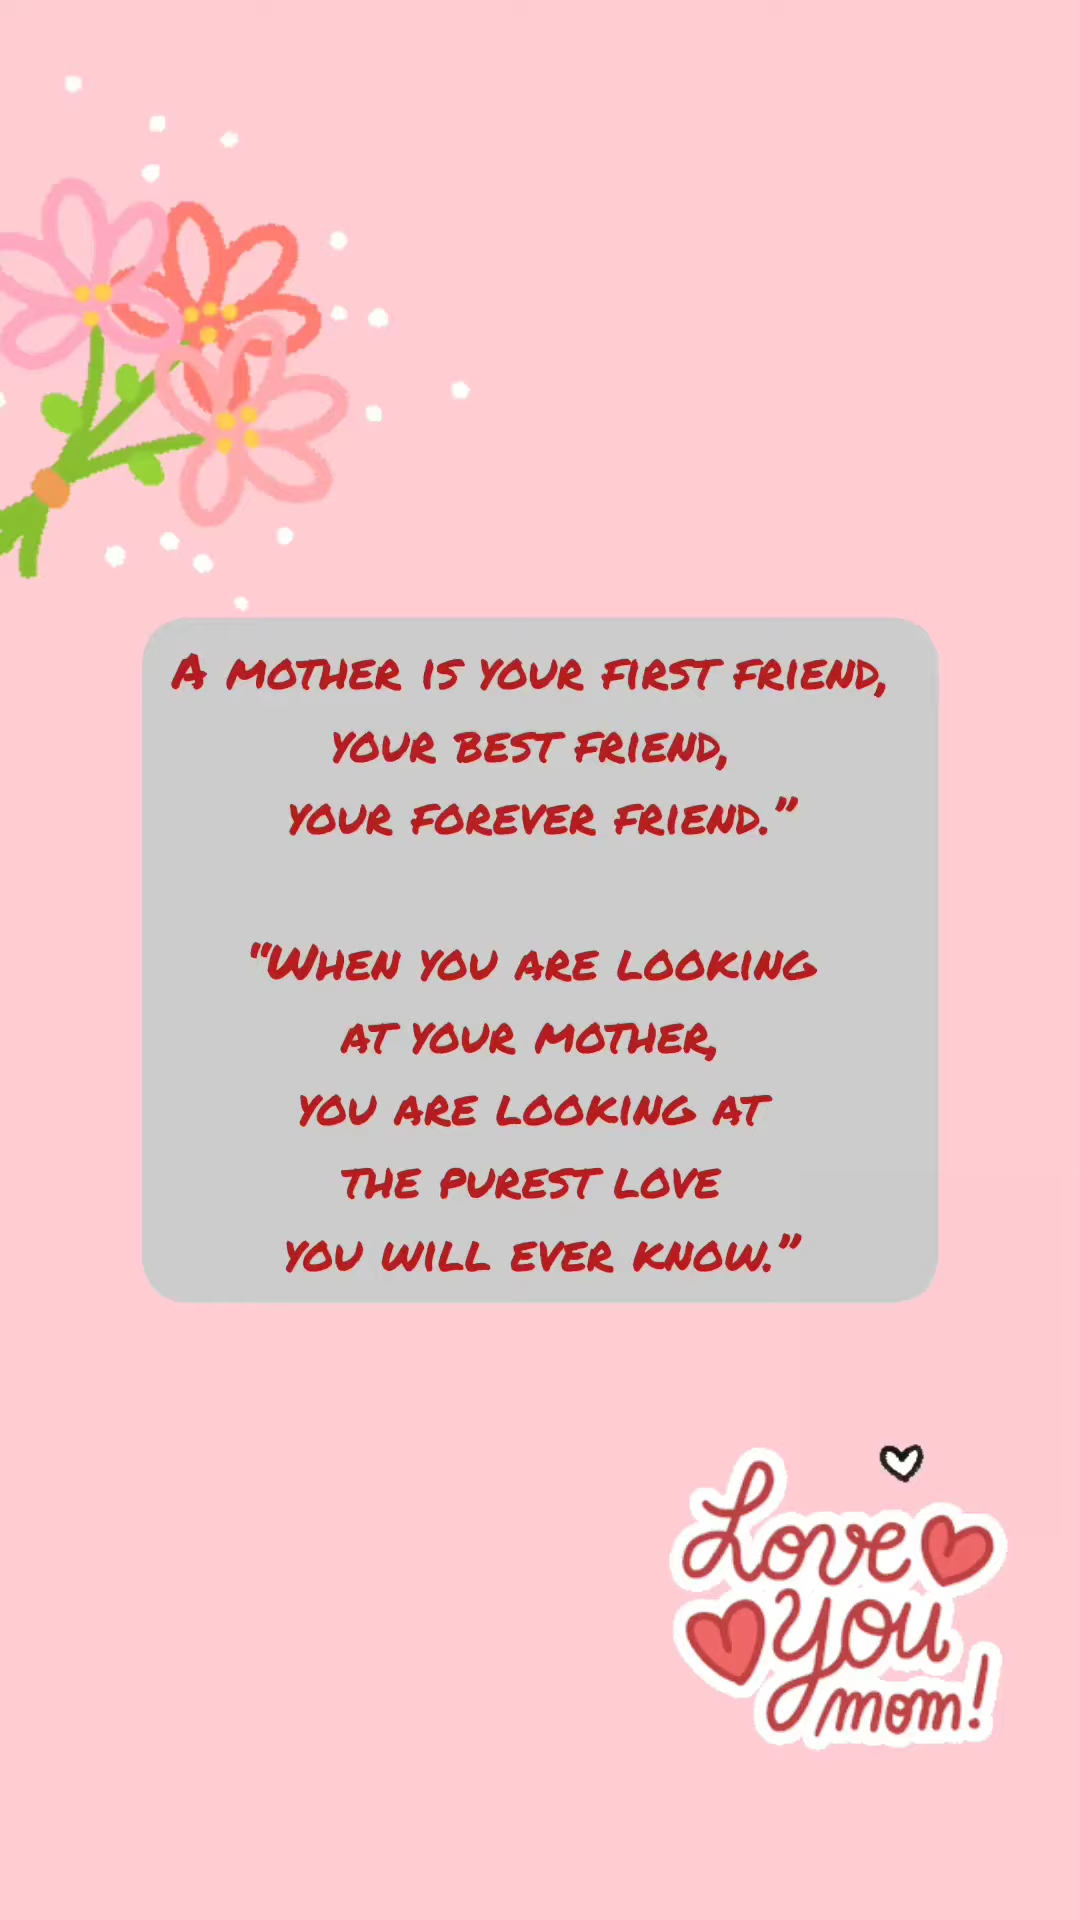 A mother is your first friend,
your best friend,
your forever friend.”
“When you are looking
at your mother,
you are looking at
the purest love
you will ever know.”
Love
You
mom!